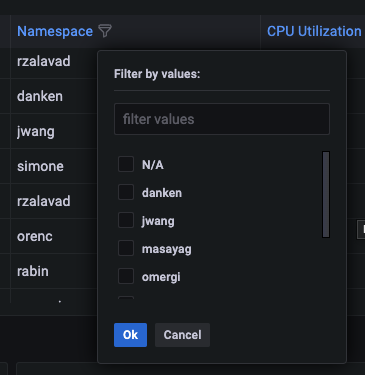 Namespace CPU Utilization
rzalavad
Filter by values:
danken
filter values
jwang
N/A
simone
danken
rzalavad
jwang
orenc
masayag
rabin
omergi
Ok Cancel